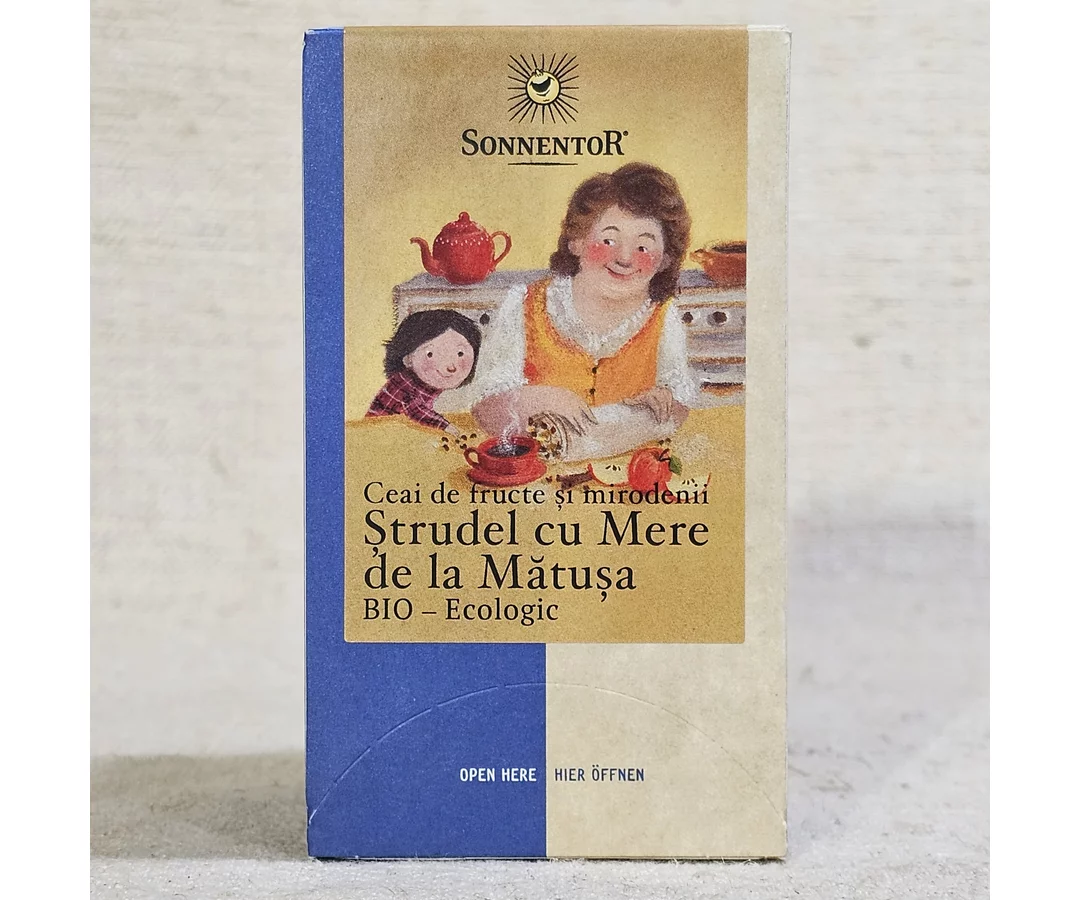 SONNENTOR®
Ceai de fructe și mirodenii
Ștrudel cu Mere
de la Mătușa
BIO – Ecologic
OPEN HERE HIER ÖFFNEN